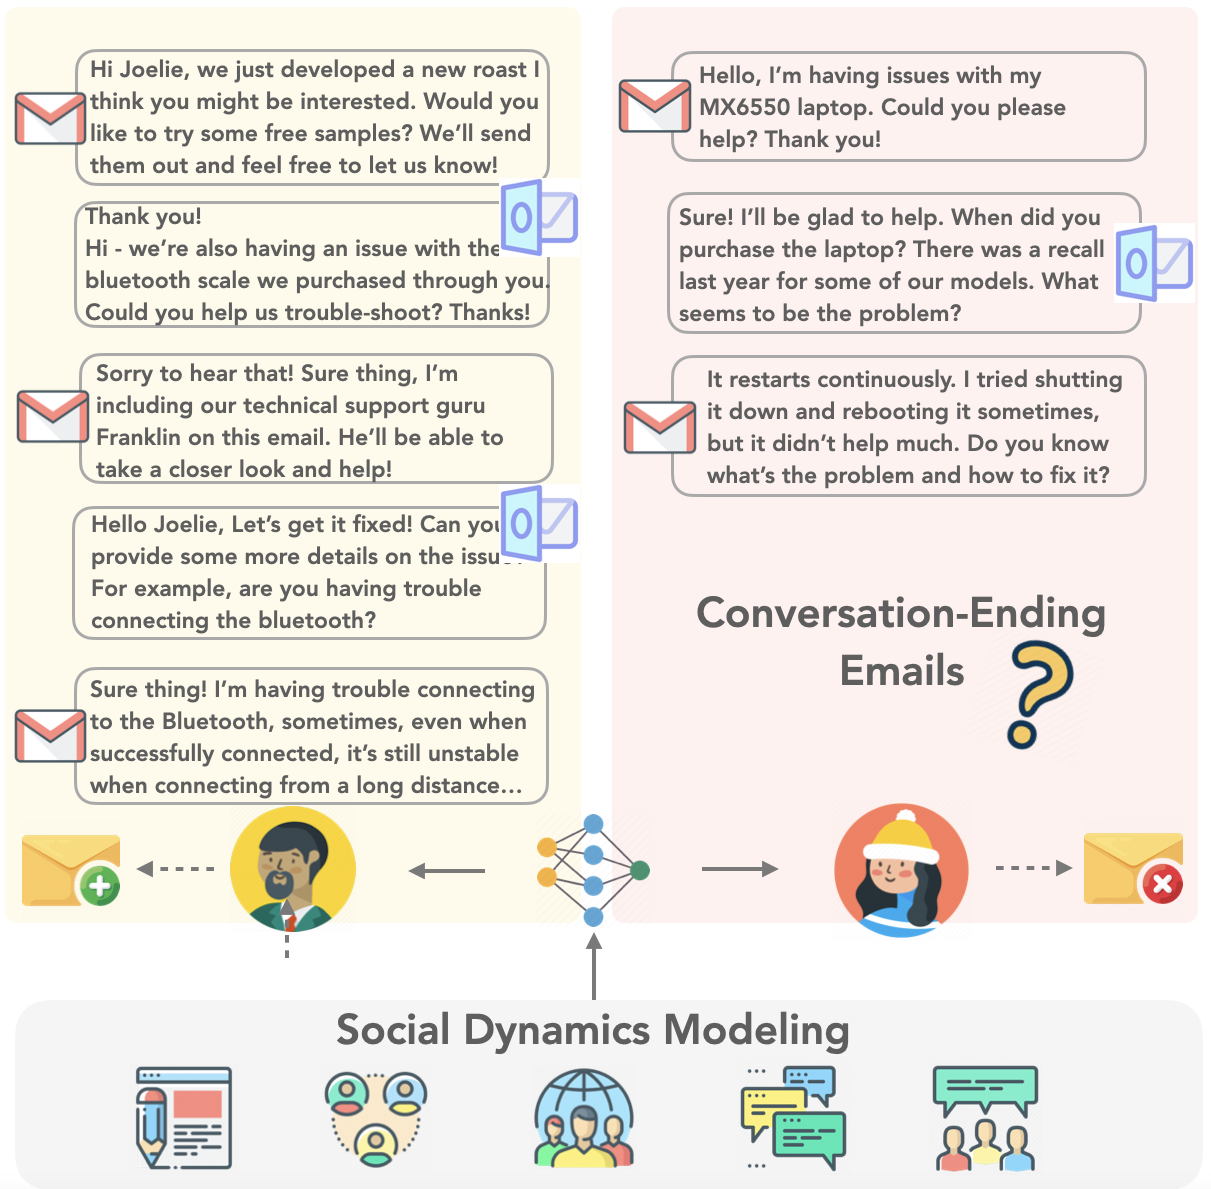 Hi Joelie, we just developed a new roast I
think you might be interested. Would you
like to try some free samples? We'll send
them out and feel free to let us know!
Thank you!
Hi - we're also having an issue with the
bluetooth scale we purchased through you.
Could you help us trouble-shoot? Thanks!
Sorry to hear that! Sure thing, I'm
including our technical support guru
Franklin on this email. He'll be able to
take a closer look and help!
Hello Joelie, Let's get it fixed! Can you
provide some more details on the issue?
For example, are you having trouble
connecting the bluetooth?
Sure thing! I'm having trouble connecting
to the Bluetooth, sometimes, even when
successfully connected, it's still unstable
when connecting from a long distance...
Hello, I'm having issues with my
MX6550 laptop. Could you please
help? Thank you!
Sure! I'll be glad to help. When did you
purchase the laptop? There was a recall
last year for some of our models. What
seems to be the problem?
It restarts continuously. I tried shutting
it down and rebooting it sometimes,
but it didn't help much. Do you know
what's the problem and how to fix it?
Conversation-Ending
Emails
Social Dynamics Modeling